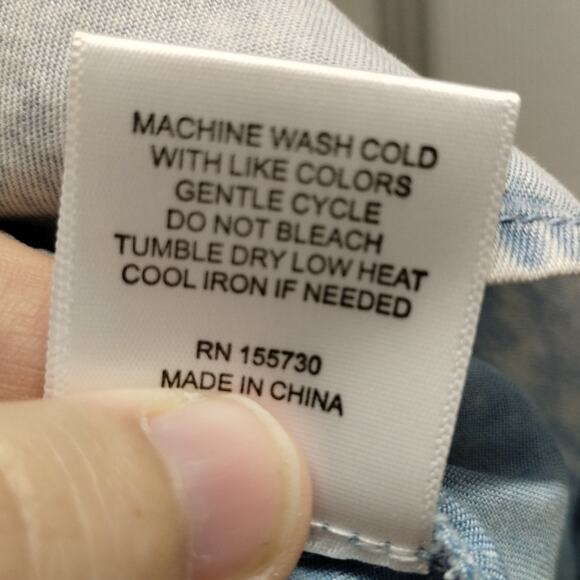 MACHINE WASH COLD
WITH LIKE COLORS
GENTLE CYCLE
DO NOT BLEACH
TUMBLE DRY LOW HEAT
COOL IRON IF NEEDED
RN 155730
MADE IN CHINA